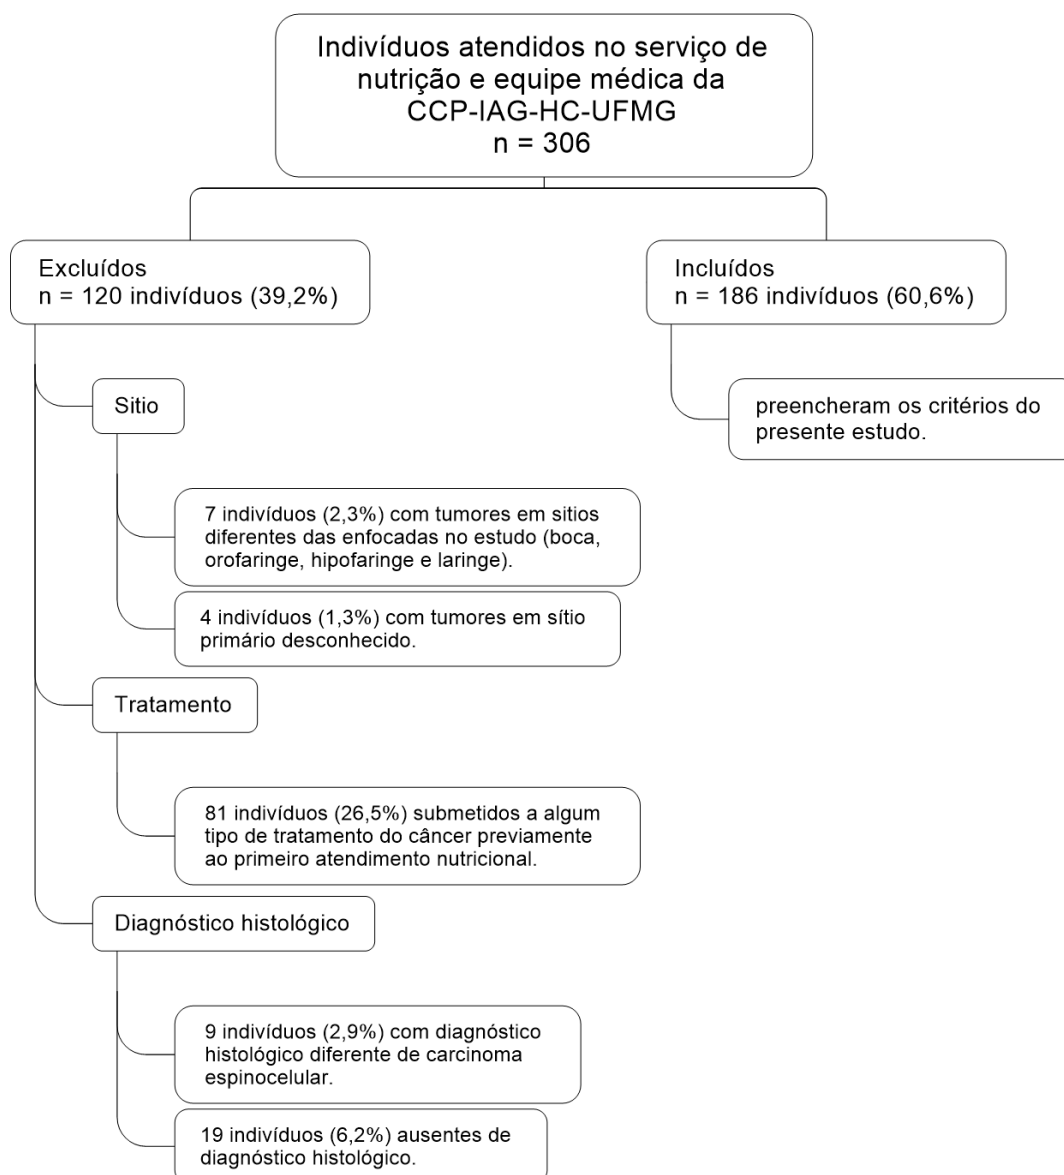 Indivíduos atendidos no serviço de
nutrição e equipe médica da
CCP-IAG-HC-UFMG
n = 306
Excluídos
n = 120 indivíduos (39,2%)
Incluídos
n = 186 indivíduos (60,6%)
Sitio
preencheram os critérios do
presente estudo.
7 indivíduos (2,3%) com tumores em sitios
diferentes das enfocadas no estudo (boca,
orofaringe, hipofaringe e laringe).
4 indivíduos (1,3%) com tumores em sítio
primário desconhecido.
Tratamento
81 indivíduos (26,5%) submetidos a algum
tipo de tratamento do câncer previamente
ao primeiro atendimento nutricional.
Diagnóstico histológico
9 indivíduos (2,9%) com diagnóstico
histológico diferente de carcinoma
espinocelular.
19 indivíduos (6,2%) ausentes de
diagnóstico histológico.